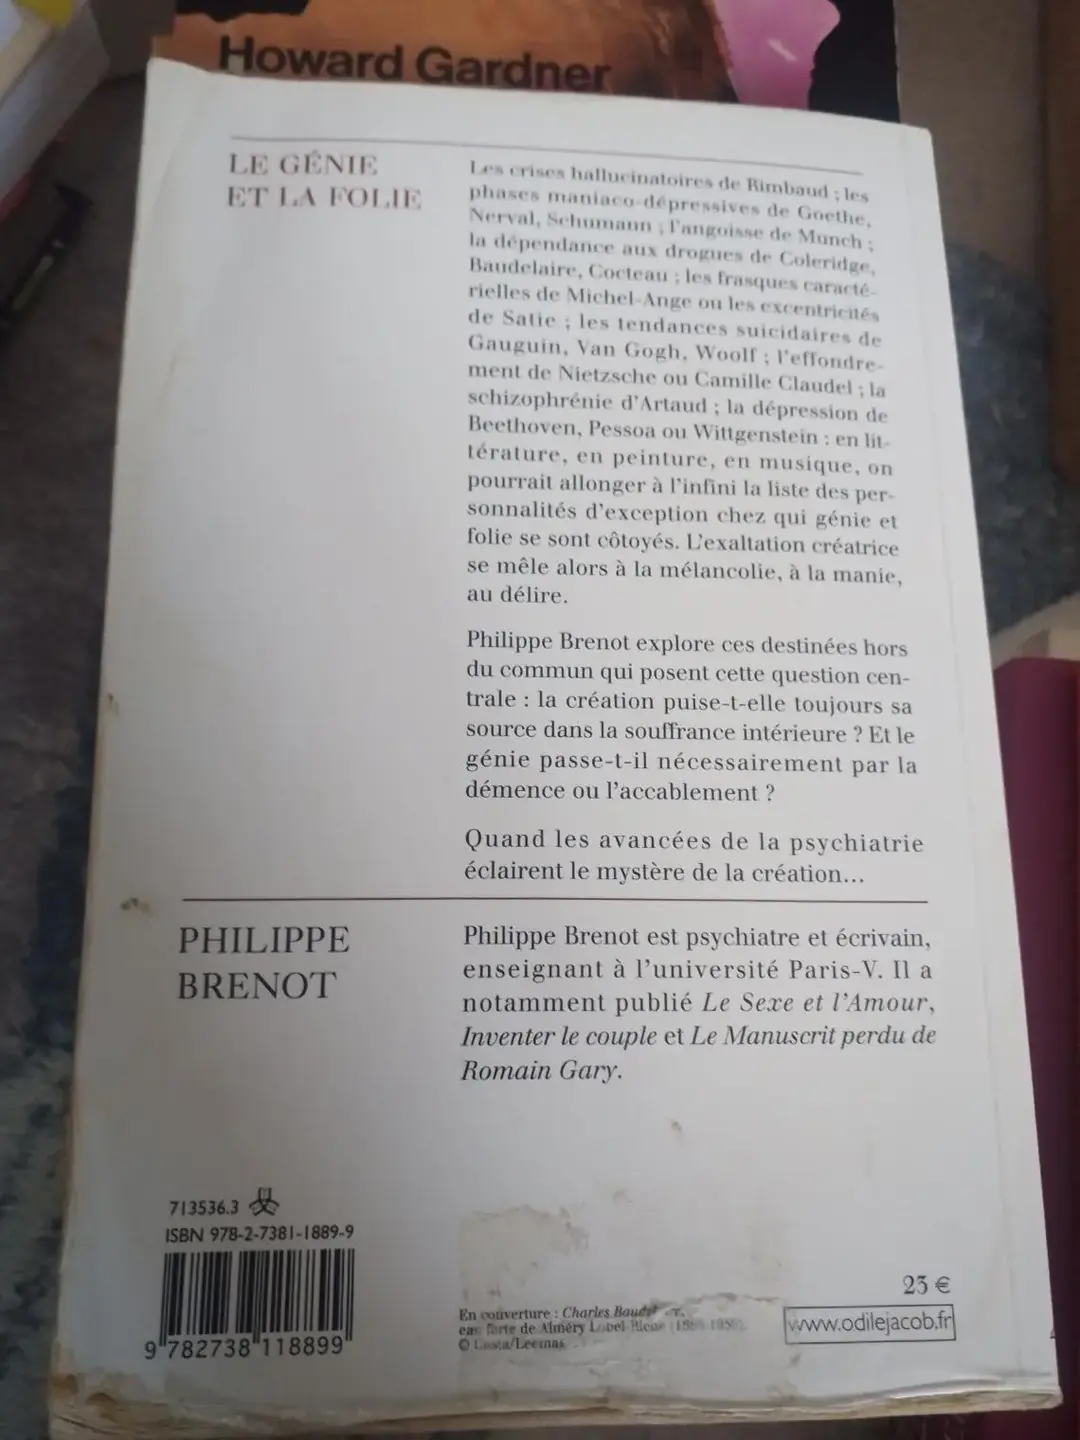 Howard Gardner
LE GÉNIE
ET LA FOLIE
Les crises hallucinatoires de Rimbaud ; les
phases maniaco-dépressives de Goethe,
Nerval, Schumann ; l'angoisse de Munch ;
la dépendance aux drogues de Coleridge,
Baudelaire, Cocteau ; les frasques caracté-
rielles de Michel-Ange ou les excentricités
de Satie ; les tendances suicidaires de
Gauguin, Van Gogh, Woolf ; l'effondre-
ment de Nietzsche ou Camille Claudel ; la
schizophrénie d'Artaud ; la dépression de
Beethoven, Pessoa ou Wittgenstein : en lit-
térature, en peinture, en musique, on
pourrait allonger à l'infini la liste des per-
sonnalités d'exception chez qui génie et
folie se sont côtoyés. L'exaltation créatrice
se mêle alors à la mélancolie, à la manie,
au délire.
Philippe Brenot explore ces destinées hors
du commun qui posent cette question cen-
trale : la création puise-t-elle toujours sa
source dans la souffrance intérieure ? Et le
génie passe-t-il nécessairement par la
démence ou l'accablement ?
Quand les avancées de la psychiatrie
éclairent le mystère de la création...
PHILIPPE
BRENOT
Philippe Brenot est psychiatre et écrivain,
enseignant à l'université Paris-V. Il a
notamment publié Le Sexe et l'Amour,
Inventer le couple et Le Manuscrit perdu de
Romain Gary.
713536.3
ISBN 978-2-7381-1889-9
9 782738 118899
En couverture : Charles
de Alméry
23 €
www.odilejacob.fr